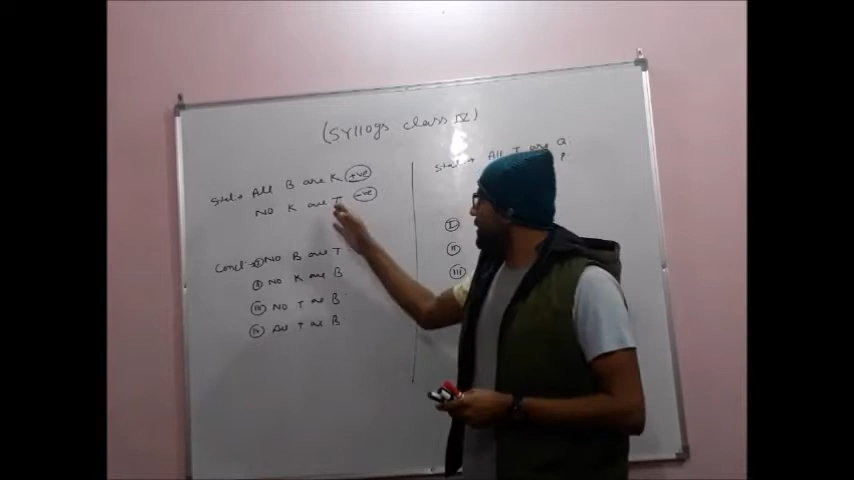 (Syllogs class IV)
Stat:→ All B are K +ve
No K are T -ve
Concl:→ I No B are T
II No K are B
III No T are B
IV All T are B
Stat:→ All T are Q
P
I
II
III